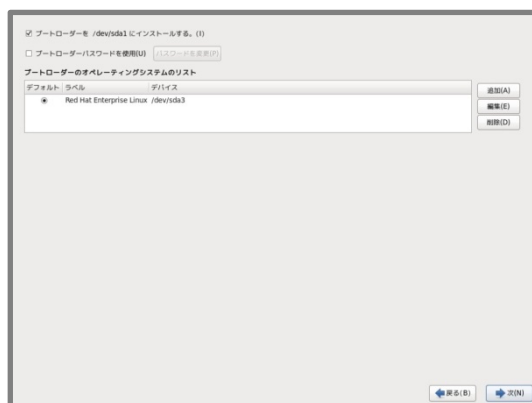 ブートローダーを /dev/sda1 にインストールする。(I)
ブートローダーパスワードを使用(U) パスワードを変更(P)
ブートローダーのオペレーティングシステムのリスト
デフォルト ラベル デバイス
Red Hat Enterprise Linux /dev/sda3
追加(A)
編集(E)
削除(D)
戻る(B) 次(N)